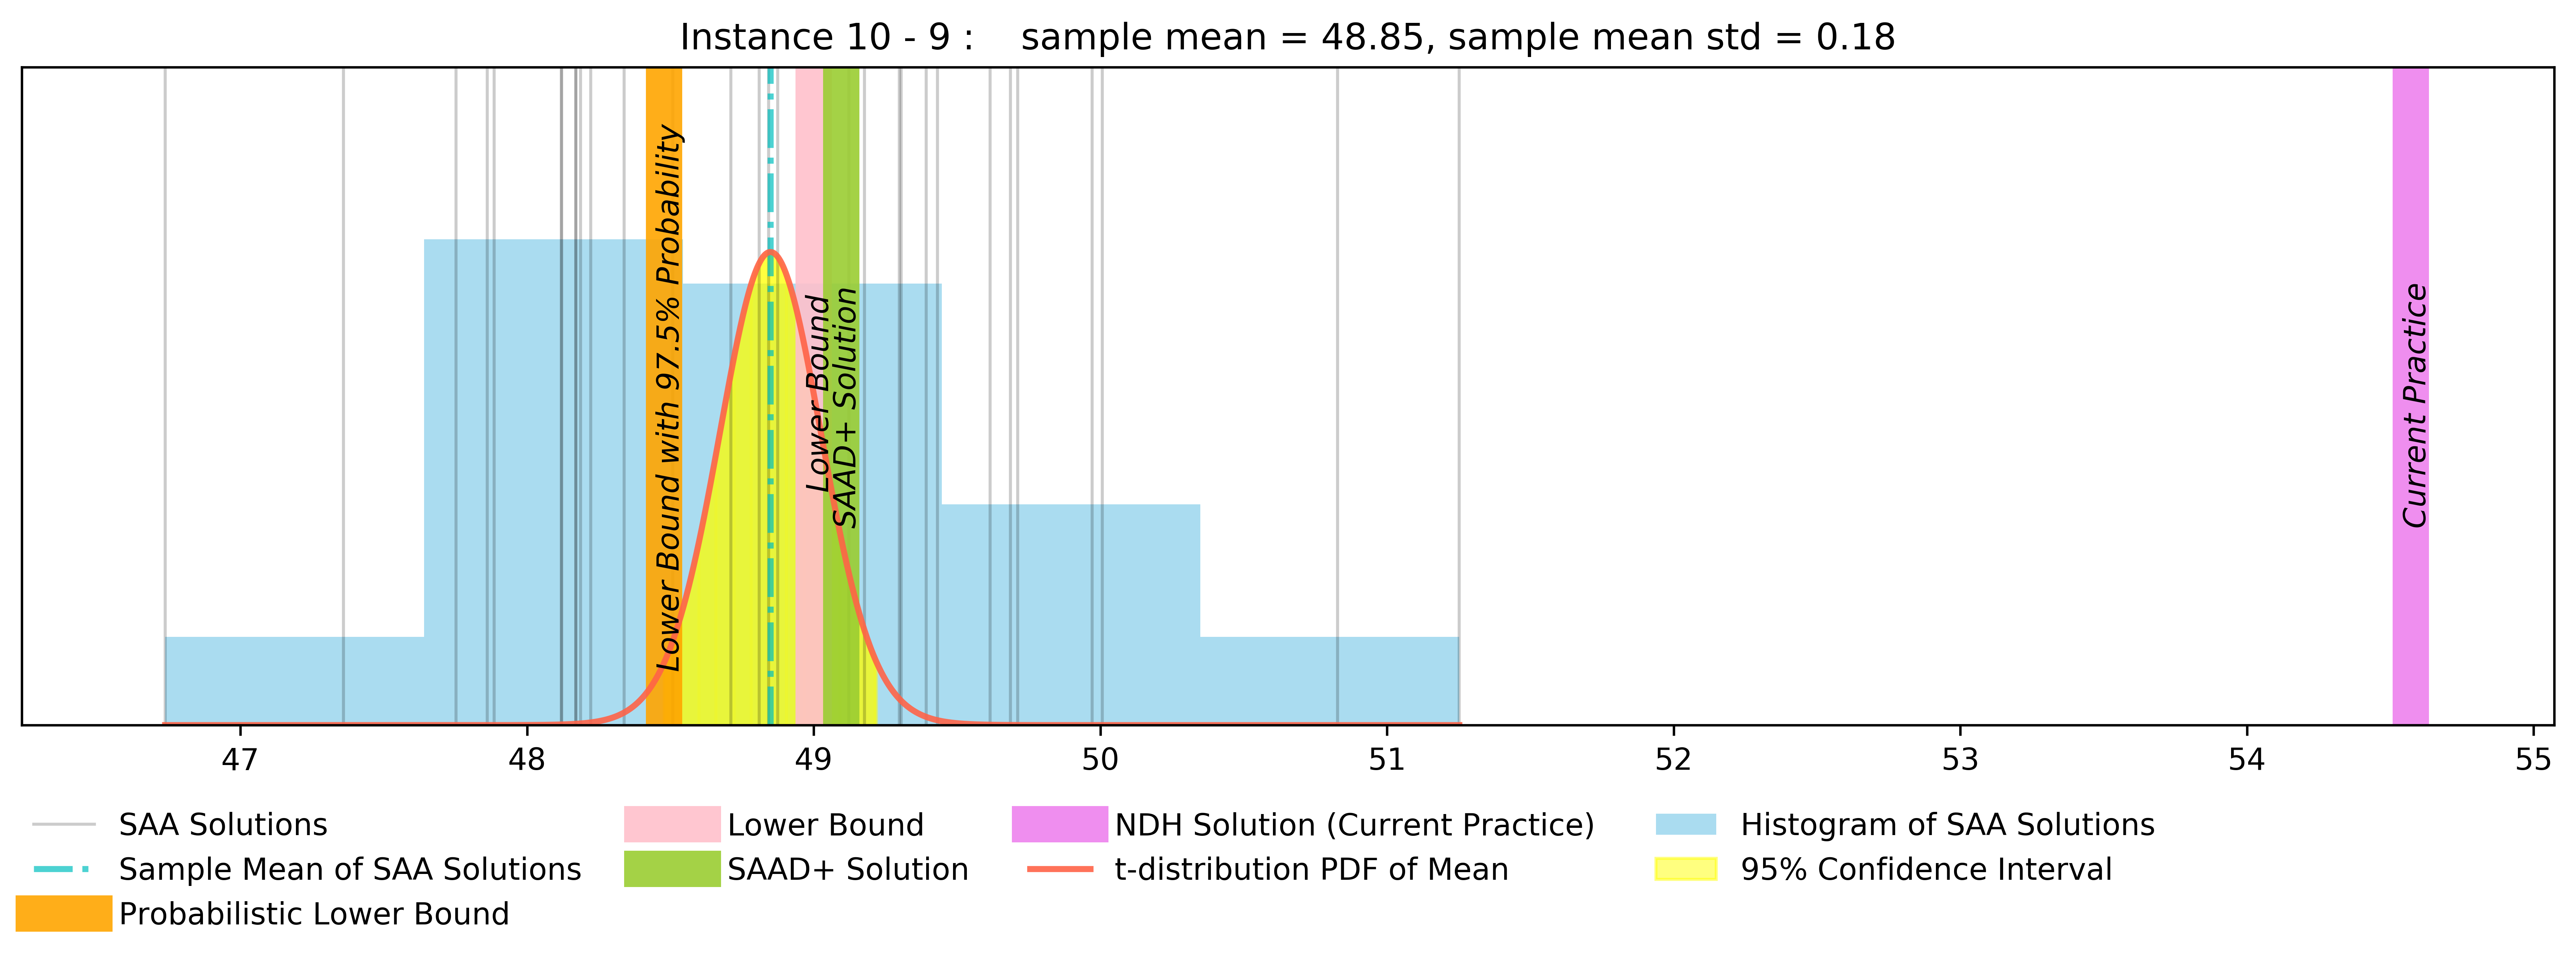 Instance 10 - 9 :    sample mean = 48.85, sample mean std = 0.18
Lower Bound with 97.5% Probability
Lower Bound
SAAD+ Solution
Current Practice
47 48 49 50 51 52 53 54 55
SAA Solutions
Sample Mean of SAA Solutions
Probabilistic Lower Bound
Lower Bound
SAAD+ Solution
NDH Solution (Current Practice)
t-distribution PDF of Mean
Histogram of SAA Solutions
95% Confidence Interval